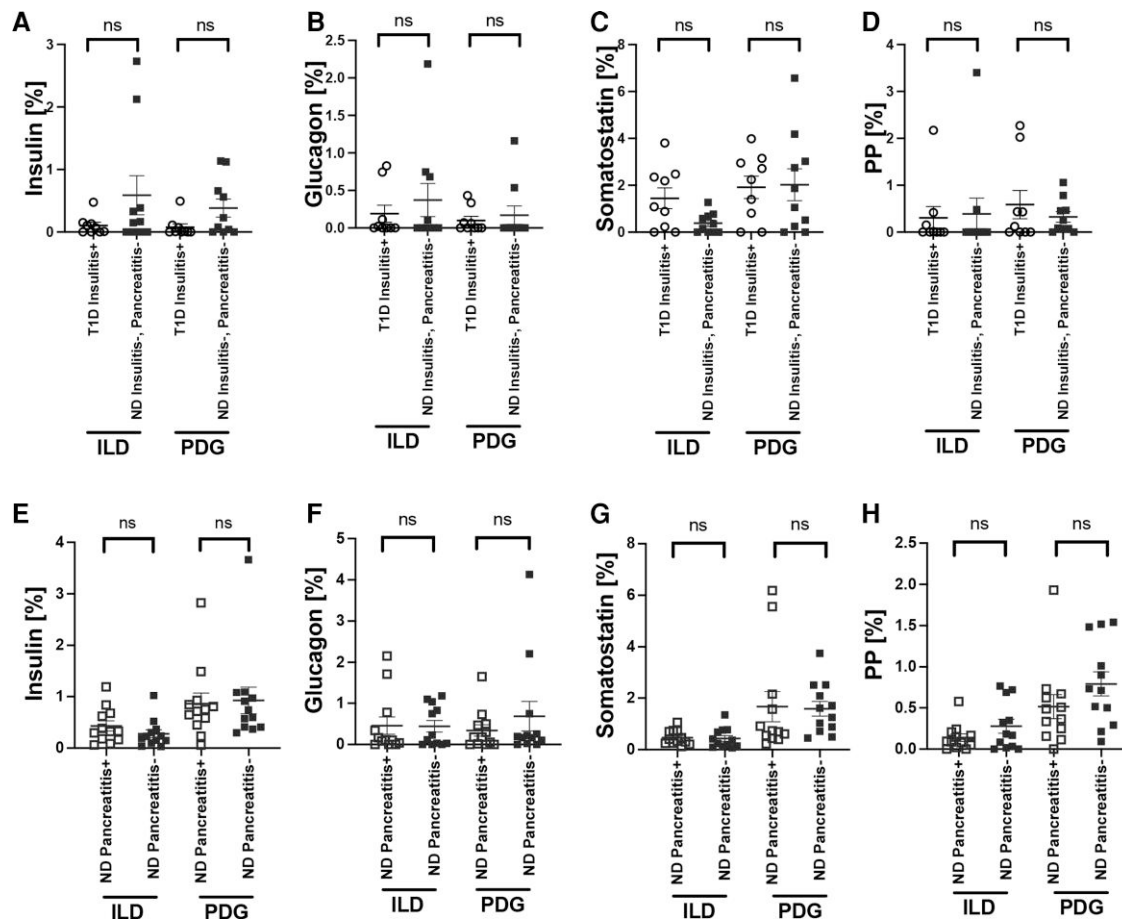 A
ns
ns
Insulin [%]
3
2
1
0
T1D Insulitis+
ND Insulitis-, Pancreatitis-
T1D Insulitis+
ND Insulitis-, Pancreatitis-
ILD
PDG
B
ns
ns
Glucagon [%]
2.5
2.0
1.5
1.0
0.5
0.0
T1D Insulitis+
ND Insulitis-, Pancreatitis-
T1D Insulitis+
ND Insulitis-, Pancreatitis-
ILD
PDG
C
ns
ns
Somatostatin [%]
8
6
4
2
0
T1D Insulitis+
ND Insulitis-, Pancreatitis-
T1D Insulitis+
ND Insulitis-, Pancreatitis-
ILD
PDG
D
ns
ns
PP [%]
4
3
2
1
0
T1D Insulitis+
ND Insulitis-, Pancreatitis-
T1D Insulitis+
ND Insulitis-, Pancreatitis-
ILD
PDG
E
ns
ns
Insulin [%]
4
3
2
1
0
ND Pancreatitis+
ND Pancreatitis-
ND Pancreatitis+
ND Pancreatitis-
ILD
PDG
F
ns
ns
Glucagon [%]
5
4
3
2
1
0
ND Pancreatitis+
ND Pancreatitis-
ND Pancreatitis+
ND Pancreatitis-
ILD
PDG
G
ns
ns
Somatostatin [%]
8
6
4
2
0
ND Pancreatitis+
ND Pancreatitis-
ND Pancreatitis+
ND Pancreatitis-
ILD
PDG
H
ns
ns
PP [%]
2.5
2.0
1.5
1.0
0.5
0.0
ND Pancreatitis+
ND Pancreatitis-
ND Pancreatitis+
ND Pancreatitis-
ILD
PDG